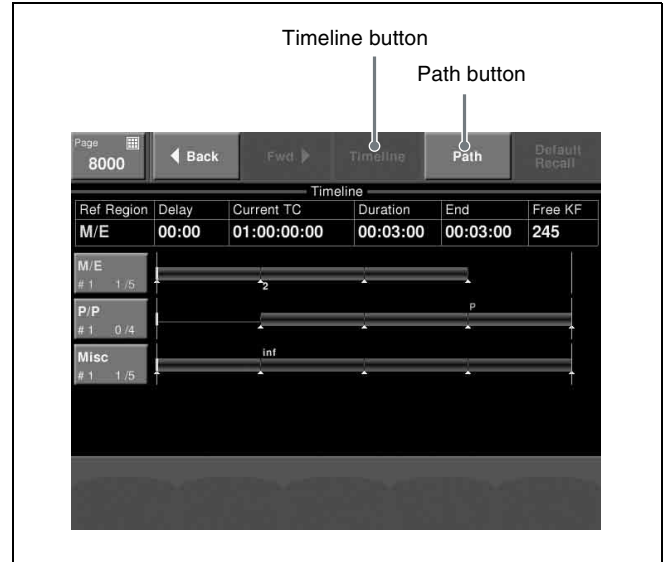 Timeline button
Path button
Page
8000
Back
Fwd
Timeline
Path
Default
Recall
Timeline
Ref Region Delay Current TC Duration End Free KF
M/E 00:00 01:00:00:00 00:03:00 00:03:00 245
M/E
# 1 1/5
2
P/P
# 1 0/4
P
Misc
# 1 1/5
inf